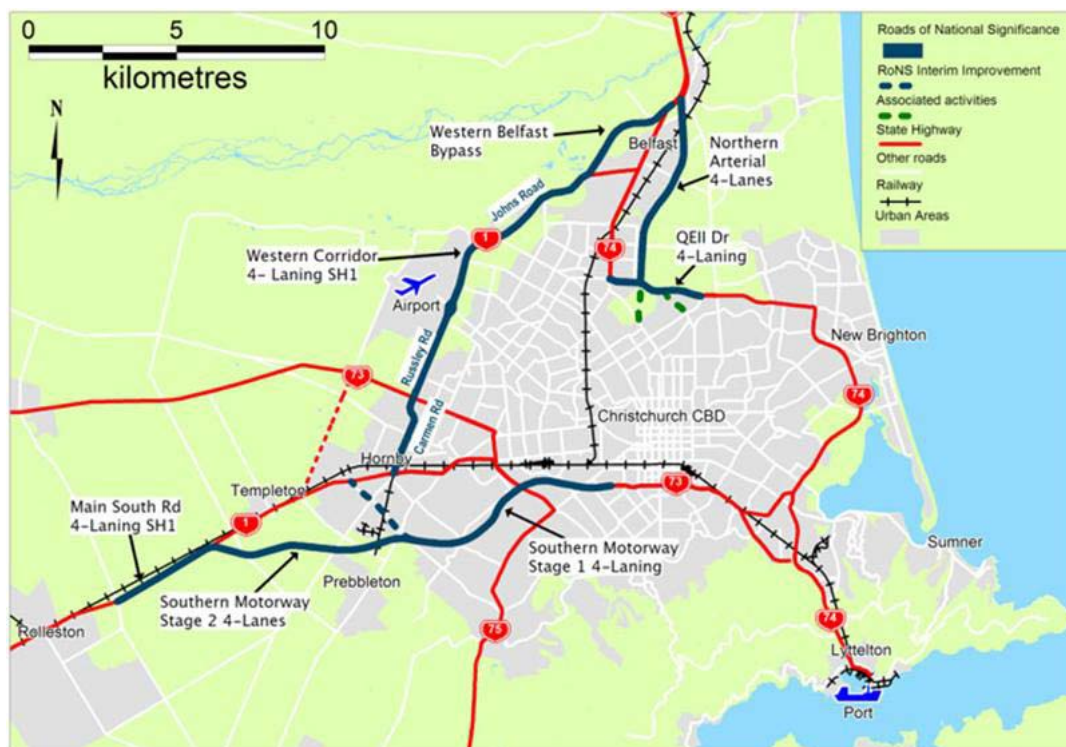 0 5 10
kilometres
N
Roads of National Significance
RoNS Interim Improvement
Associated activities
State Highway
Other roads
Railway
Urban Areas
Western Belfast
Bypass
Belfast
Northern
Arterial
4-Lanes
Johns Road
1
74
Western Corridor
4- Laning SH1
QEII Dr
4-Laning
Airport
New Brighton
Russley Rd
73
74
Carmen Rd
Christchurch CBD
Hornby
Templeton
73
Main South Rd
4-Laning SH1
1
Sumner
Southern Motorway
Stage 1 4-Laning
Prebbleton
Southern Motorway
Stage 2 4-Lanes
Rolleston
75
74
Lyttelton
Port